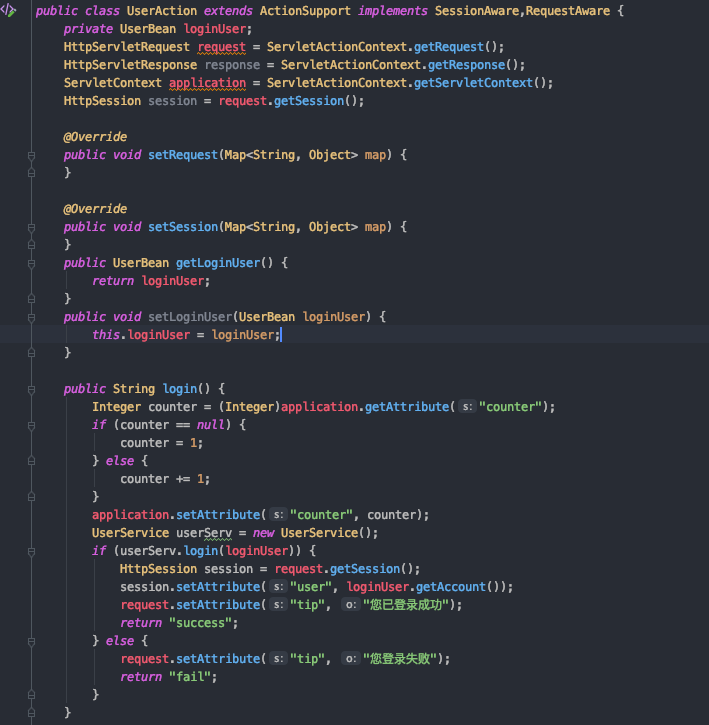 public class UserAction extends ActionSupport implements SessionAware,RequestAware {
    private UserBean loginUser;
    HttpServletRequest request = ServletActionContext.getRequest();
    HttpServletResponse response = ServletActionContext.getResponse();
    ServletContext application = ServletActionContext.getServletContext();
    HttpSession session = request.getSession();

    @Override
    public void setRequest(Map<String, Object> map) {
    }

    @Override
    public void setSession(Map<String, Object> map) {
    }
    public UserBean getLoginUser() {
        return loginUser;
    }
    public void setLoginUser(UserBean loginUser) {
        this.loginUser = loginUser;
    }

    public String login() {
        Integer counter = (Integer)application.getAttribute( s: "counter");
        if (counter == null) {
            counter = 1;
        } else {
            counter += 1;
        }
        application.setAttribute( s: "counter", counter);
        UserService userServ = new UserService();
        if (userServ.login(loginUser)) {
            HttpSession session = request.getSession();
            session.setAttribute( s: "user", loginUser.getAccount());
            request.setAttribute( s: "tip", o: "您已登录成功");
            return "success";
        } else {
            request.setAttribute( s: "tip", o: "您登录失败");
            return "fail";
        }
    }